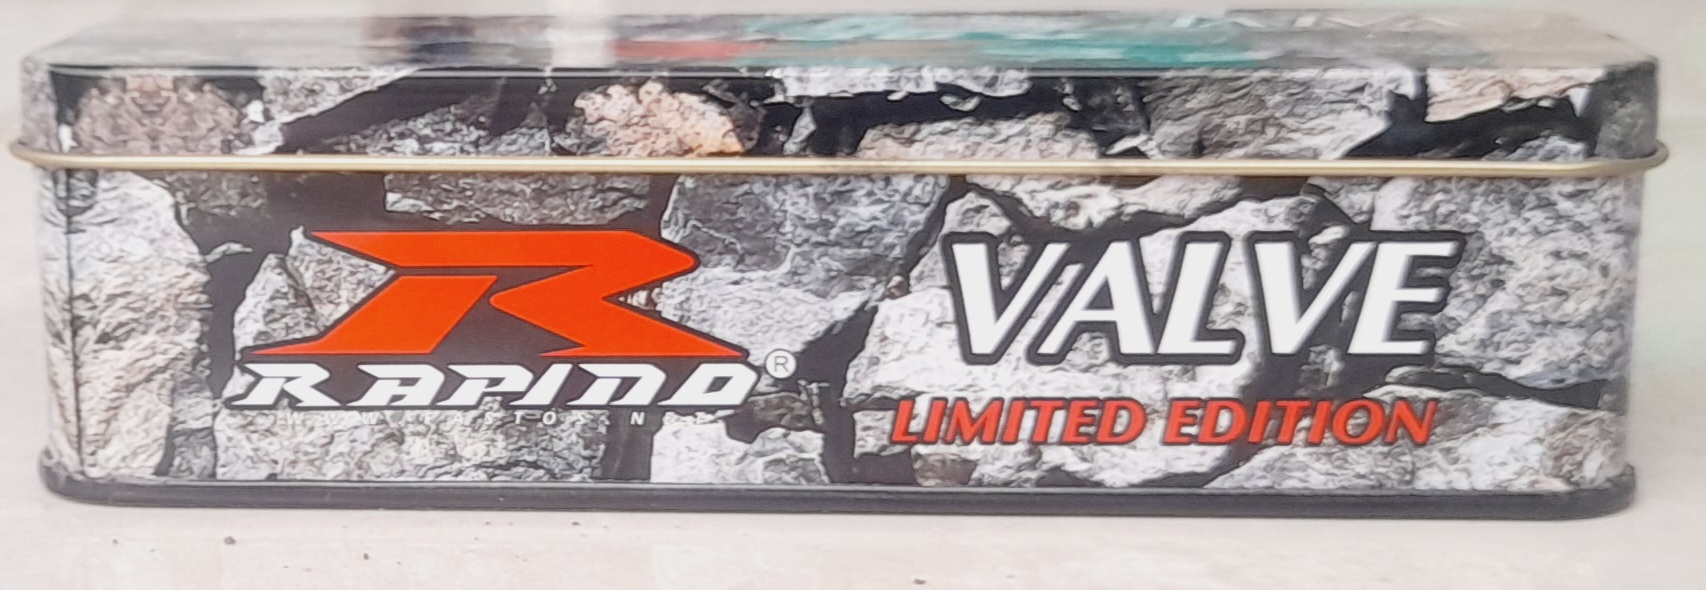 R
RAPIDO ®
VALVE
LIMITED EDITION